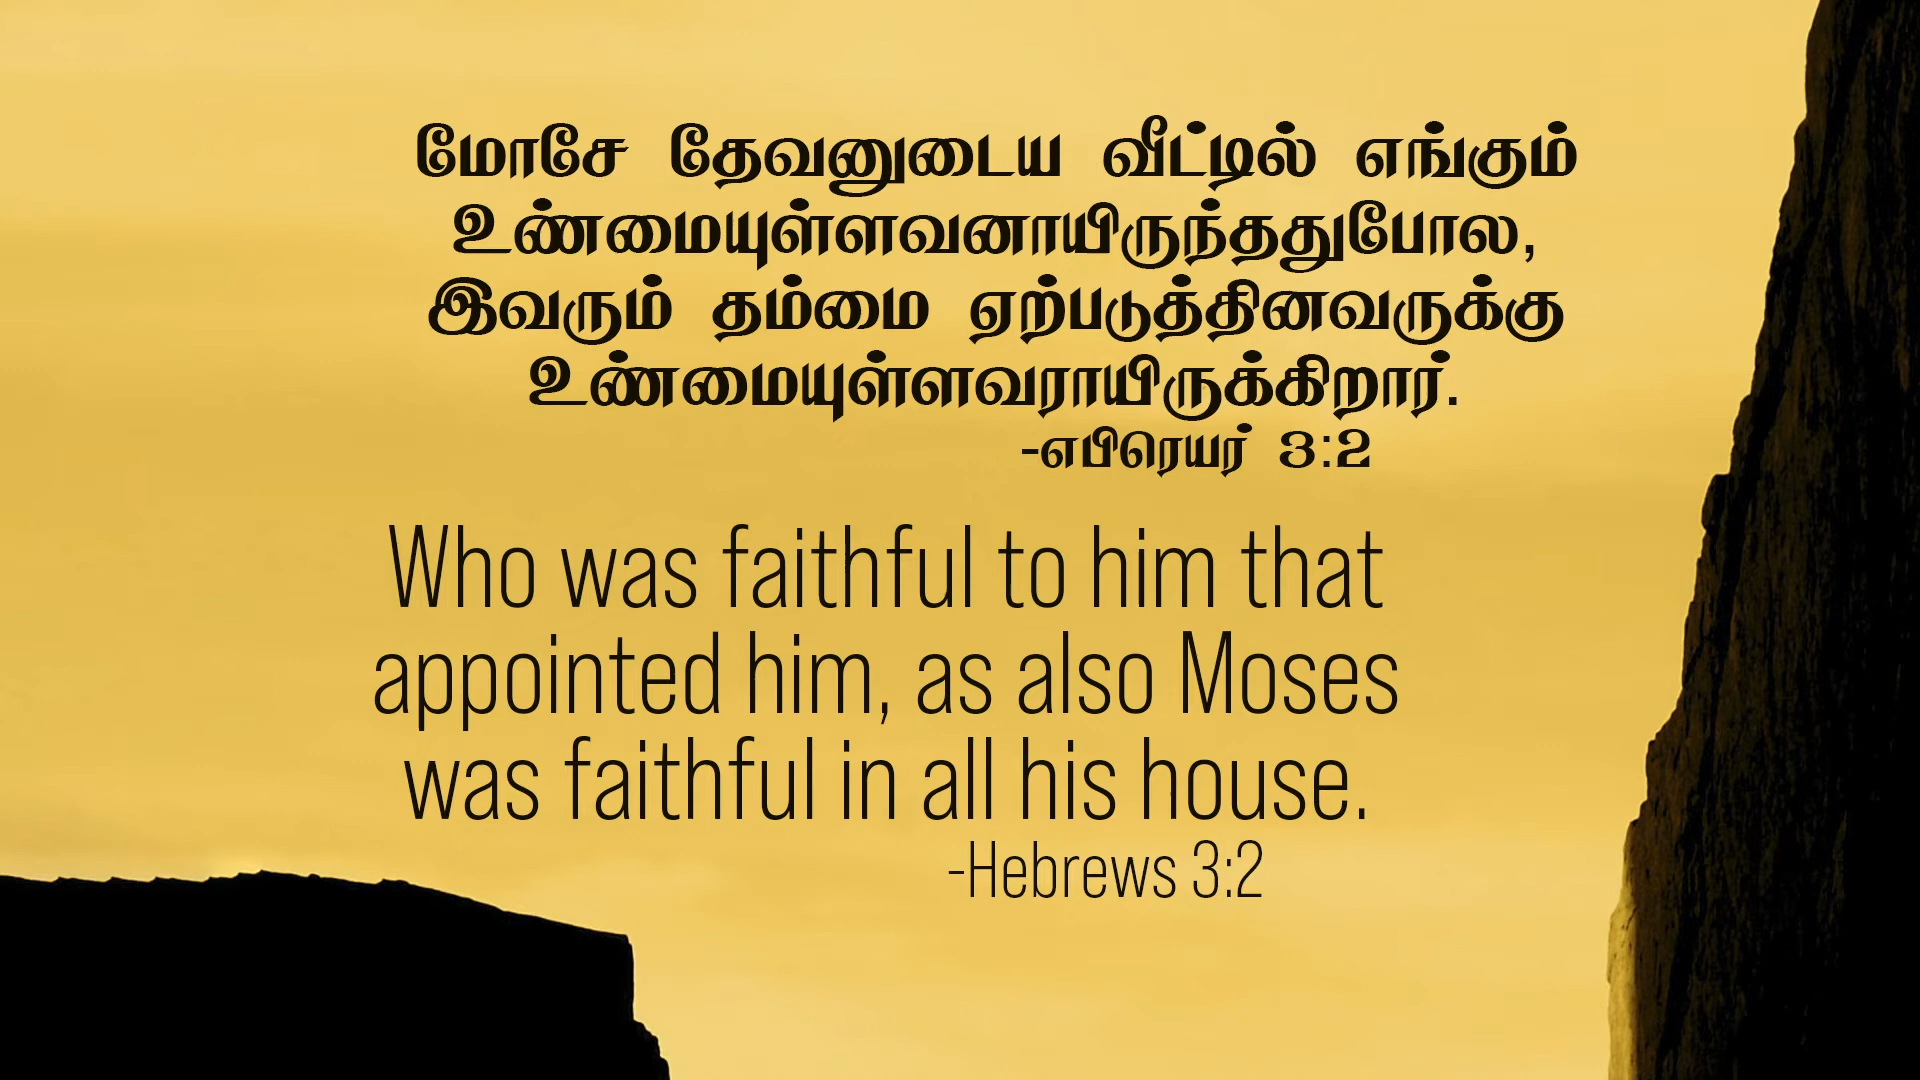 மோசே தேவனுடைய வீட்டில் எங்கும்
உண்மையுள்ளவனாயிருந்ததுபோல,
இவரும் தம்மை ஏற்படுத்தினவருக்கு
உண்மையுள்ளவராயிருக்கிறார்.
-எபிரெயர் 3:2
Who was faithful to him that
appointed him, as also Moses
was faithful in all his house.
-Hebrews 3:2